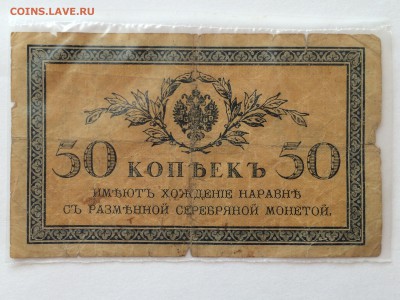 COINS.LAVE.RU
50 КОПѢЕКЪ 50
ИМѢЮТЪ ХОЖДЕНІЕ НАРАВНѢ
СЪ РАЗМѢННОЙ СЕРЕБРЯНОЙ МОНЕТОЙ.